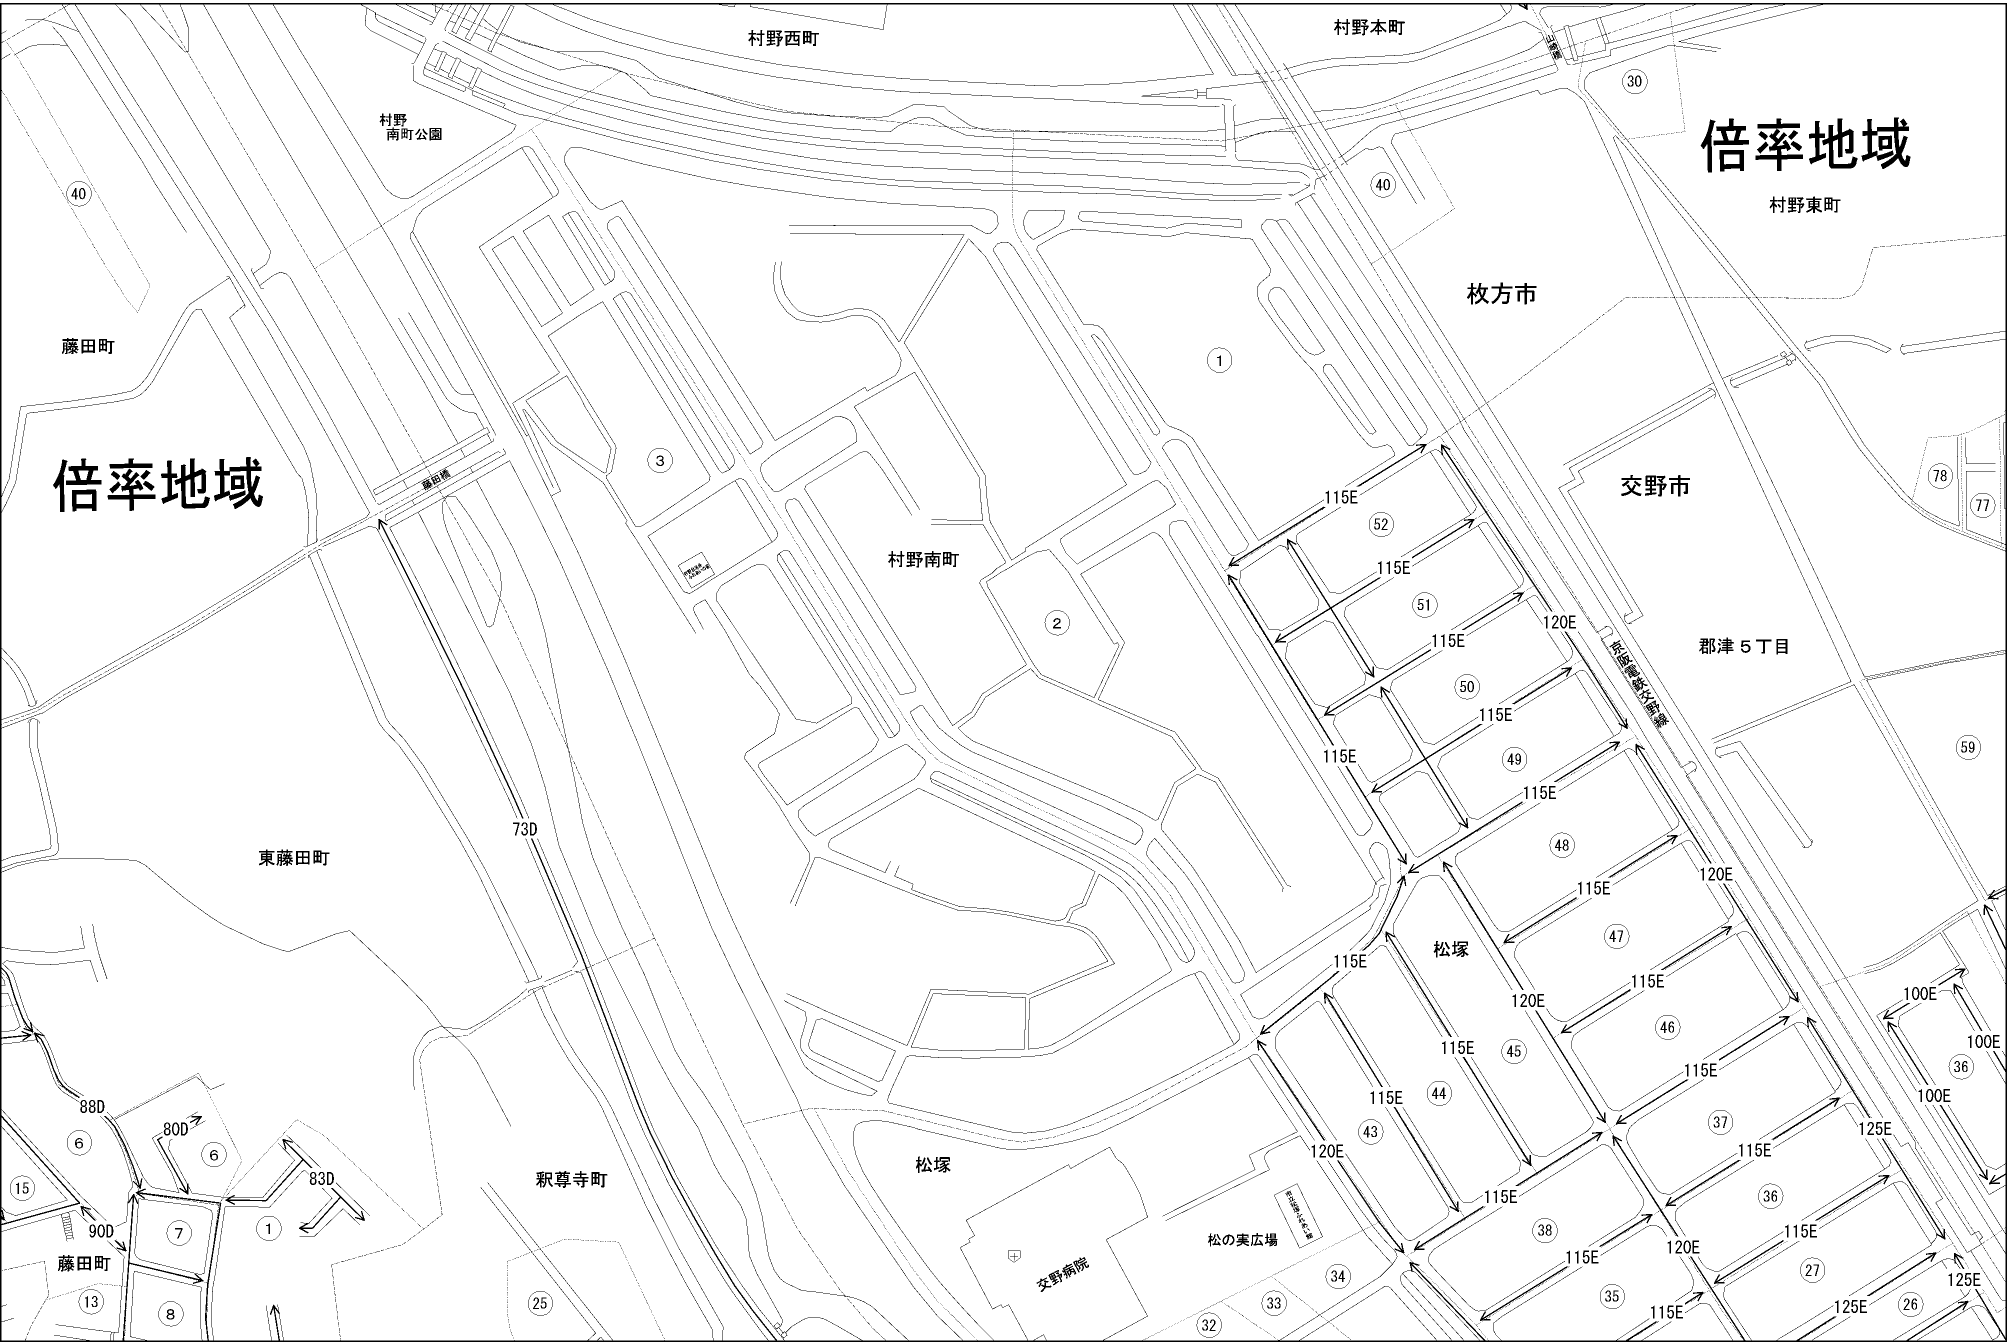 村野西町
村野本町
山崎橋
30
村野
南町公園
倍率地域
40
40
村野東町
枚方市
藤田町
1
倍率地域
藤田橋
3
115E
52
交野市
78
77
村野南町
115E
51
2
120E
115E
郡津５丁目
50
京阪電鉄交野線
115E
59
115E
49
115E
73D
48
東藤田町
120E
115E
47
松塚
115E
115E
100E
120E
46
100E
115E
45
36
115E
44
100E
115E
88D
80D
6
6
43
37
125E
120E
115E
松塚
83D
釈尊寺町
15
115E
36
90D
7
1
38
115E
松の実広場
120E
藤田町
115E
交野病院
34
27
125E
13
25
33
35
125E
26
8
32
115E